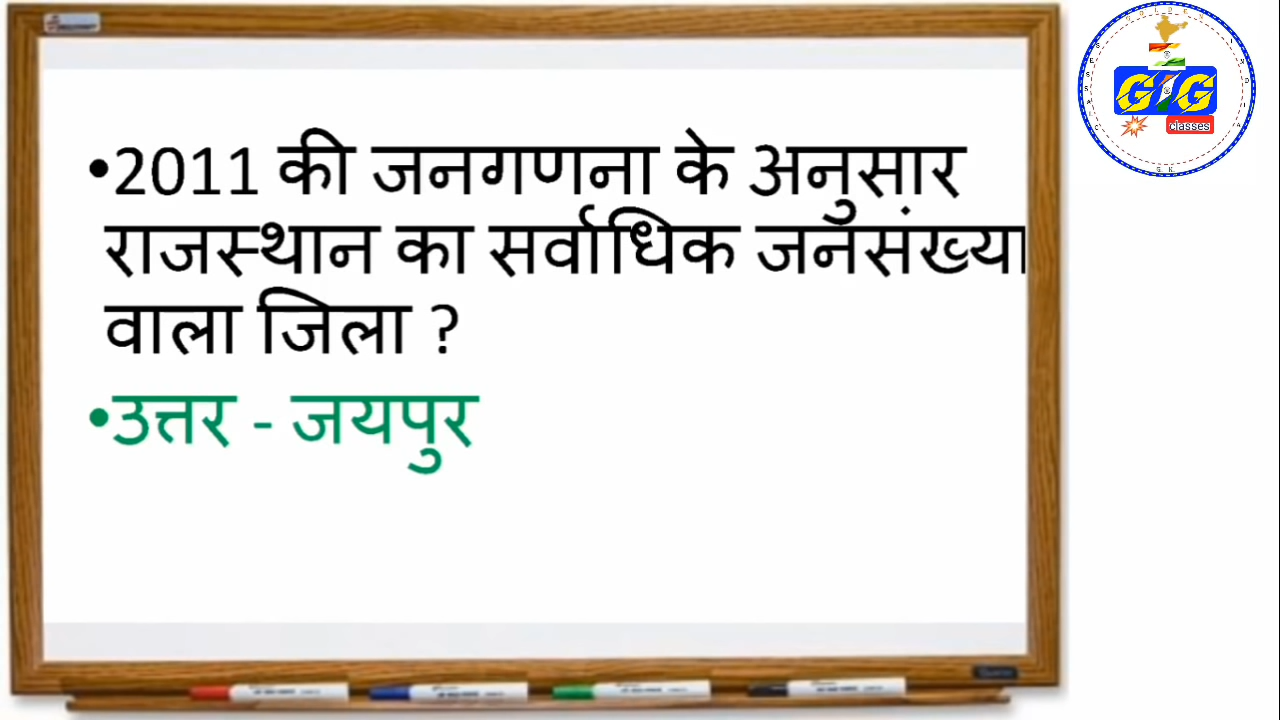 •2011 की जनगणना के अनुसार
राजस्थान का सर्वाधिक जनसंख्या
वाला जिला ?
•उत्तर - जयपुर
GIG
classes